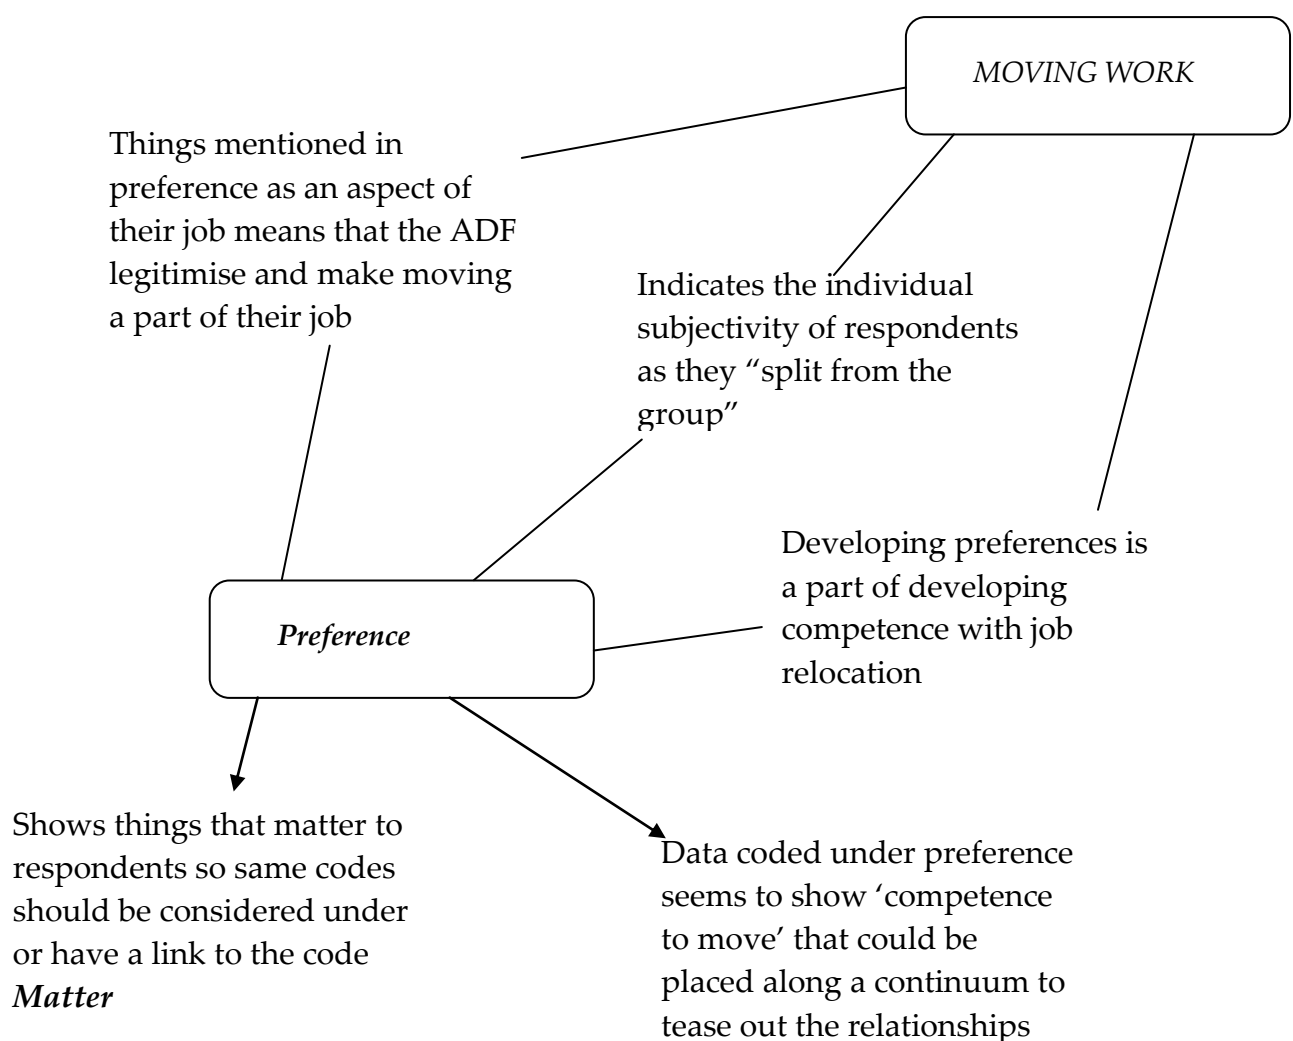 MOVING WORK
Things mentioned in
preference as an aspect of
their job means that the ADF
legitimise and make moving
a part of their job
Indicates the individual
subjectivity of respondents
as they “split from the
group”
Developing preferences is
a part of developing
competence with job
relocation
Preference
Shows things that matter to
respondents so same codes
should be considered under
or have a link to the code
Matter
Data coded under preference
seems to show ‘competence
to move’ that could be
placed along a continuum to
tease out the relationships